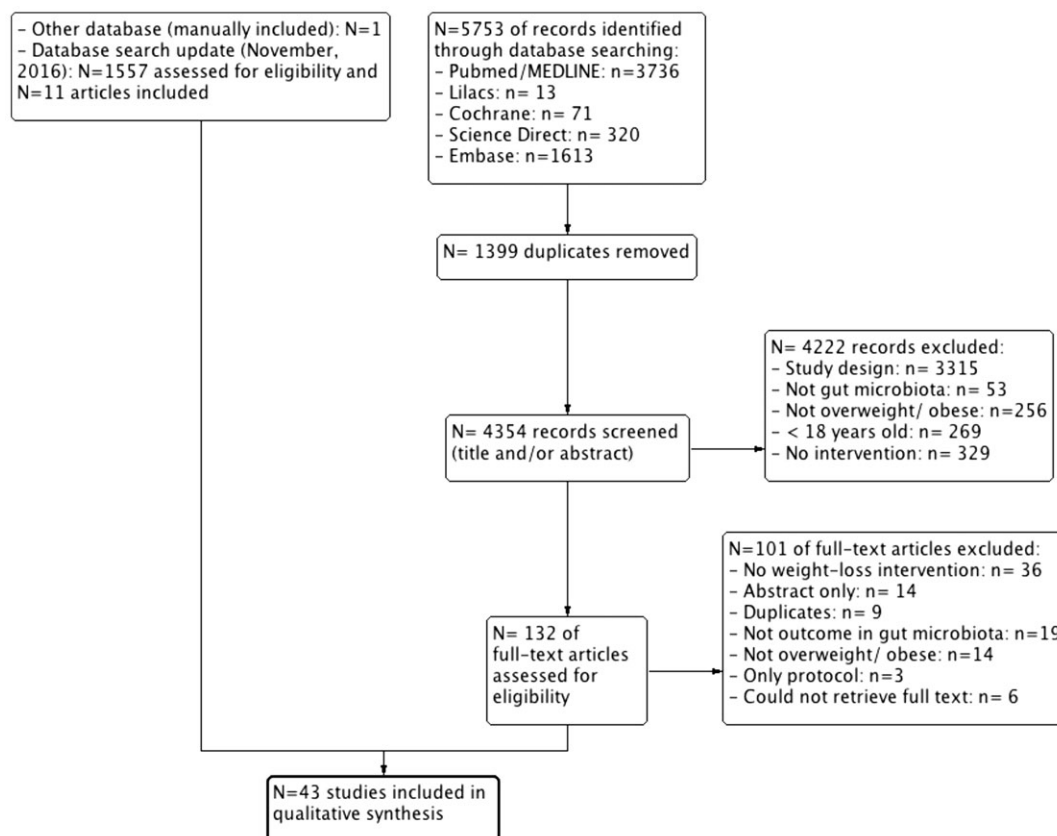 – Other database (manually included): N=1
– Database search update (November,
2016): N=1557 assessed for eligibility and
N=11 articles included
N=5753 of records identified
through database searching:
– Pubmed/MEDLINE: n=3736
– Lilacs: n= 13
– Cochrane: n= 71
– Science Direct: n= 320
– Embase: n=1613
N= 1399 duplicates removed
N= 4222 records excluded:
– Study design: n= 3315
– Not gut microbiota: n= 53
– Not overweight/ obese: n=256
– < 18 years old: n= 269
– No intervention: n= 329
N= 4354 records screened
(title and/or abstract)
N=101 of full-text articles excluded:
– No weight-loss intervention: n= 36
– Abstract only: n= 14
– Duplicates: n= 9
– Not outcome in gut microbiota: n=19
– Not overweight/ obese: n=14
– Only protocol: n=3
– Could not retrieve full text: n= 6
N= 132 of
full-text articles
assessed for
eligibility
N=43 studies included in
qualitative synthesis